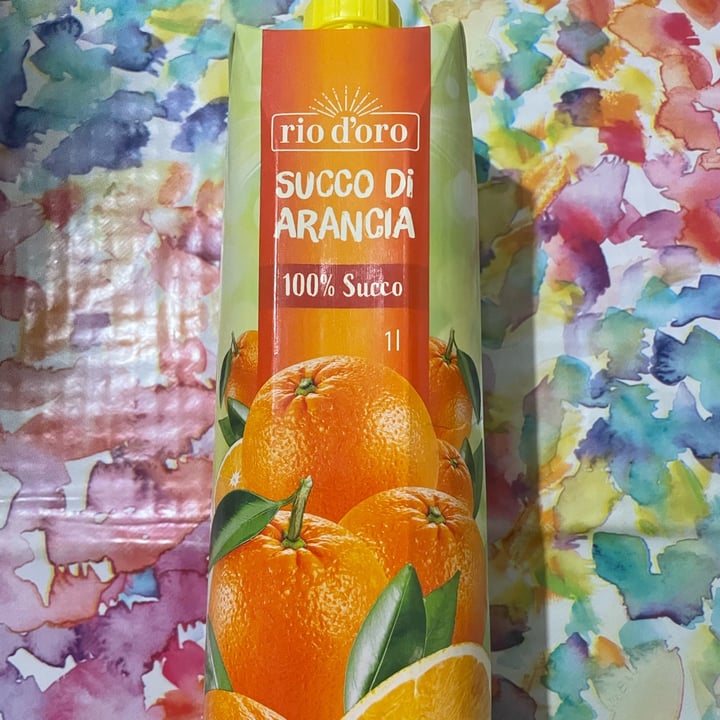 rio d'oro
SUCCO Di
ARANCIA
100% Succo
1l